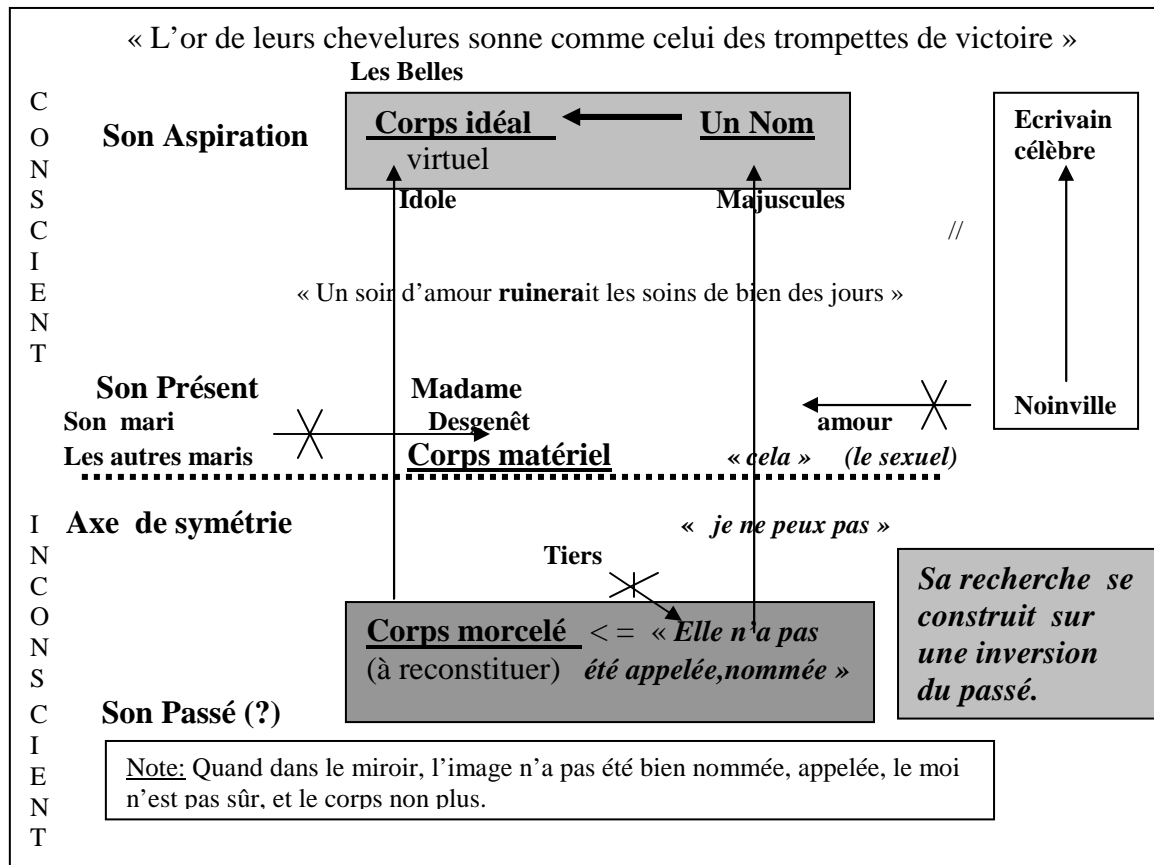 « L’or de leurs chevelures sonne comme celui des trompettes de victoire »
Les Belles
CONSCIENT
Son Aspiration
Corps idéal
virtuel
Un Nom
Ecrivain
célèbre
Idole
Majuscules
//
« Un soir d’amour ruinerait les soins de bien des jours »
Son Présent
Madame
Son mari
Desgenêt
amour
Noinville
Les autres maris
Corps matériel
« cela » (le sexuel)
INCONSCIENT
Axe de symétrie
« je ne peux pas »
Tiers
Corps morcelé < = « Elle n’a pas
(à reconstituer) été appelée,nommée »
Sa recherche se
construit sur
une inversion
du passé.
Son Passé (?)
Note: Quand dans le miroir, l’image n’a pas été bien nommée, appelée, le moi
n’est pas sûr, et le corps non plus.